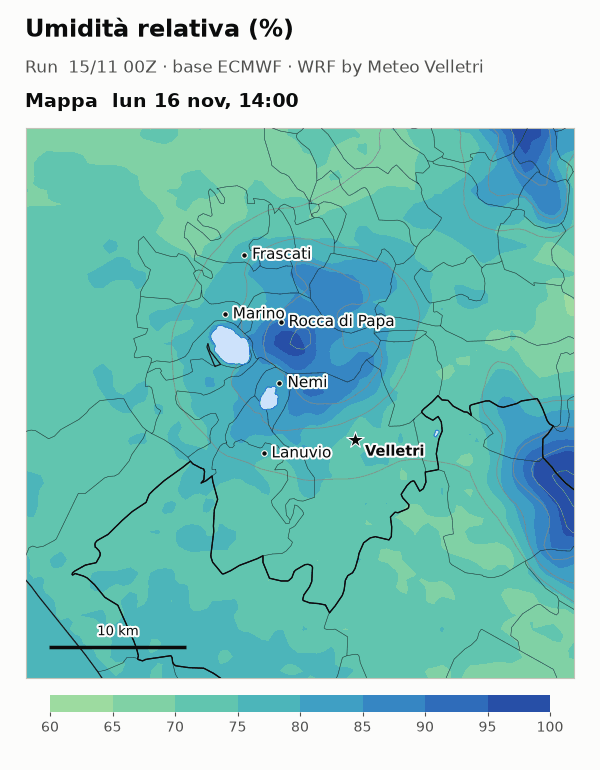 Umidità relativa (%)
Run  15/11 00Z · base ECMWF · WRF by Meteo Velletri
Mappa  lun 16 nov, 14:00
Frascati
Marino
Rocca di Papa
Nemi
Velletri
Lanuvio
10 km
60 65 70 75 80 85 90 95 100